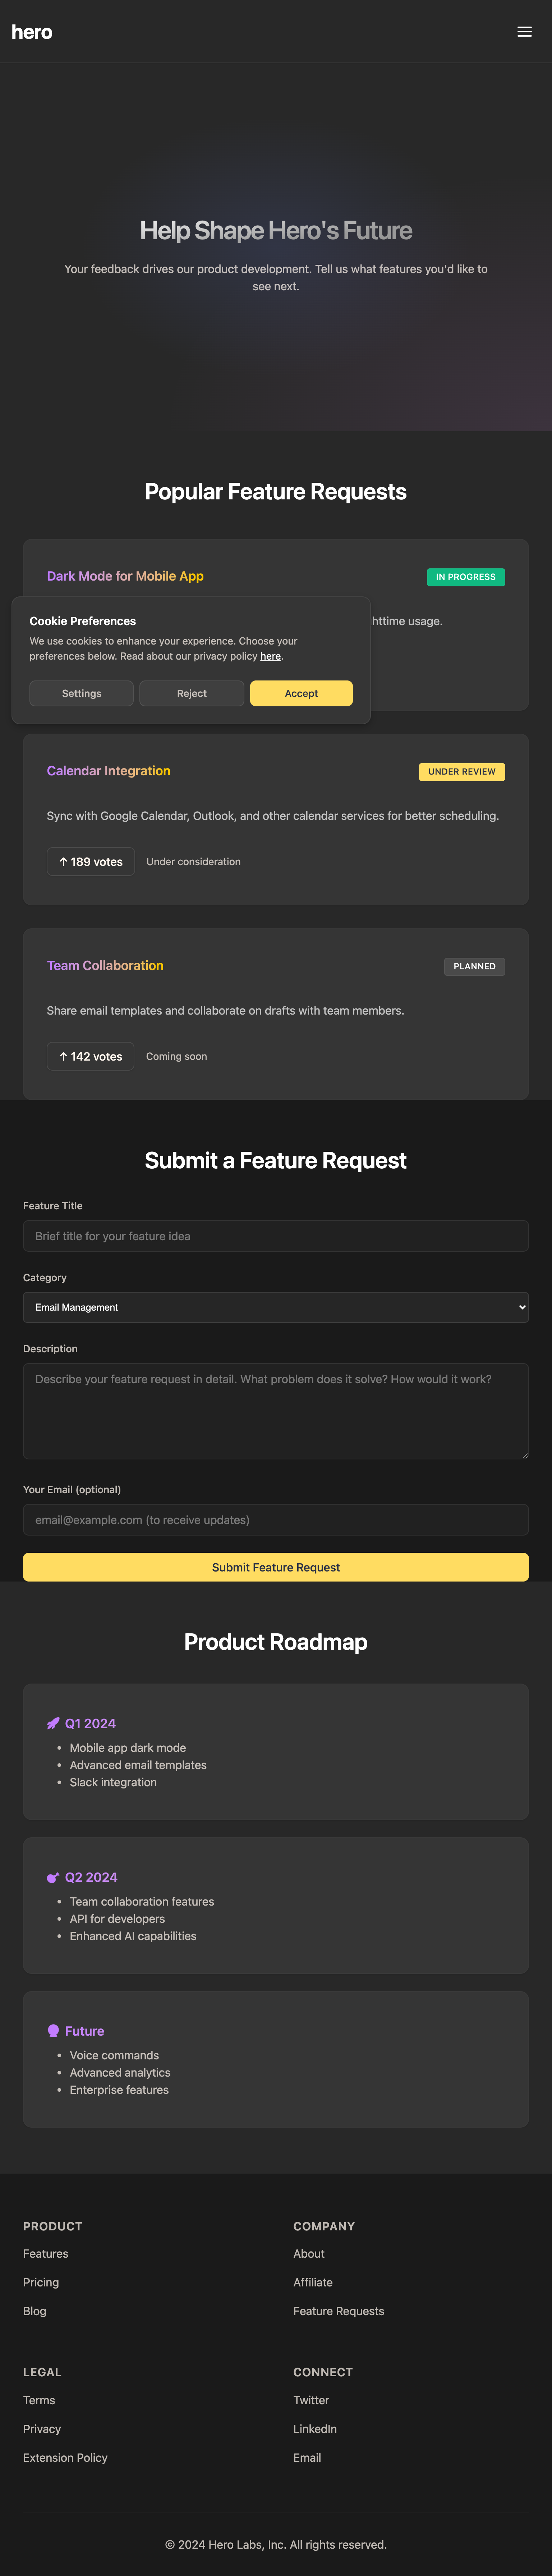 hero
Help Shape Hero's Future
Your feedback drives our product development. Tell us what features you'd like to
see next.
Popular Feature Requests
Dark Mode for Mobile App
IN PROGRESS
usage.
Cookie Preferences
We use cookies to enhance your experience. Choose your
preferences below. Read about our privacy policy here.
Settings
Reject
Accept
Calendar Integration
UNDER REVIEW
Sync with Google Calendar, Outlook, and other calendar services for better scheduling.
↑ 189 votes
Under consideration
Team Collaboration
PLANNED
Share email templates and collaborate on drafts with team members.
↑ 142 votes
Coming soon
Submit a Feature Request
Feature Title
Brief title for your feature idea
Category
Email Management
Description
Describe your feature request in detail. What problem does it solve? How would it work?
Your Email (optional)
email@example.com (to receive updates)
Submit Feature Request
Product Roadmap
Q1 2024
• Mobile app dark mode
• Advanced email templates
• Slack integration
Q2 2024
• Team collaboration features
• API for developers
• Enhanced AI capabilities
Future
• Voice commands
• Advanced analytics
• Enterprise features
PRODUCT
Features
Pricing
Blog
COMPANY
About
Affiliate
Feature Requests
LEGAL
Terms
Privacy
Extension Policy
CONNECT
Twitter
LinkedIn
Email
© 2024 Hero Labs, Inc. All rights reserved.